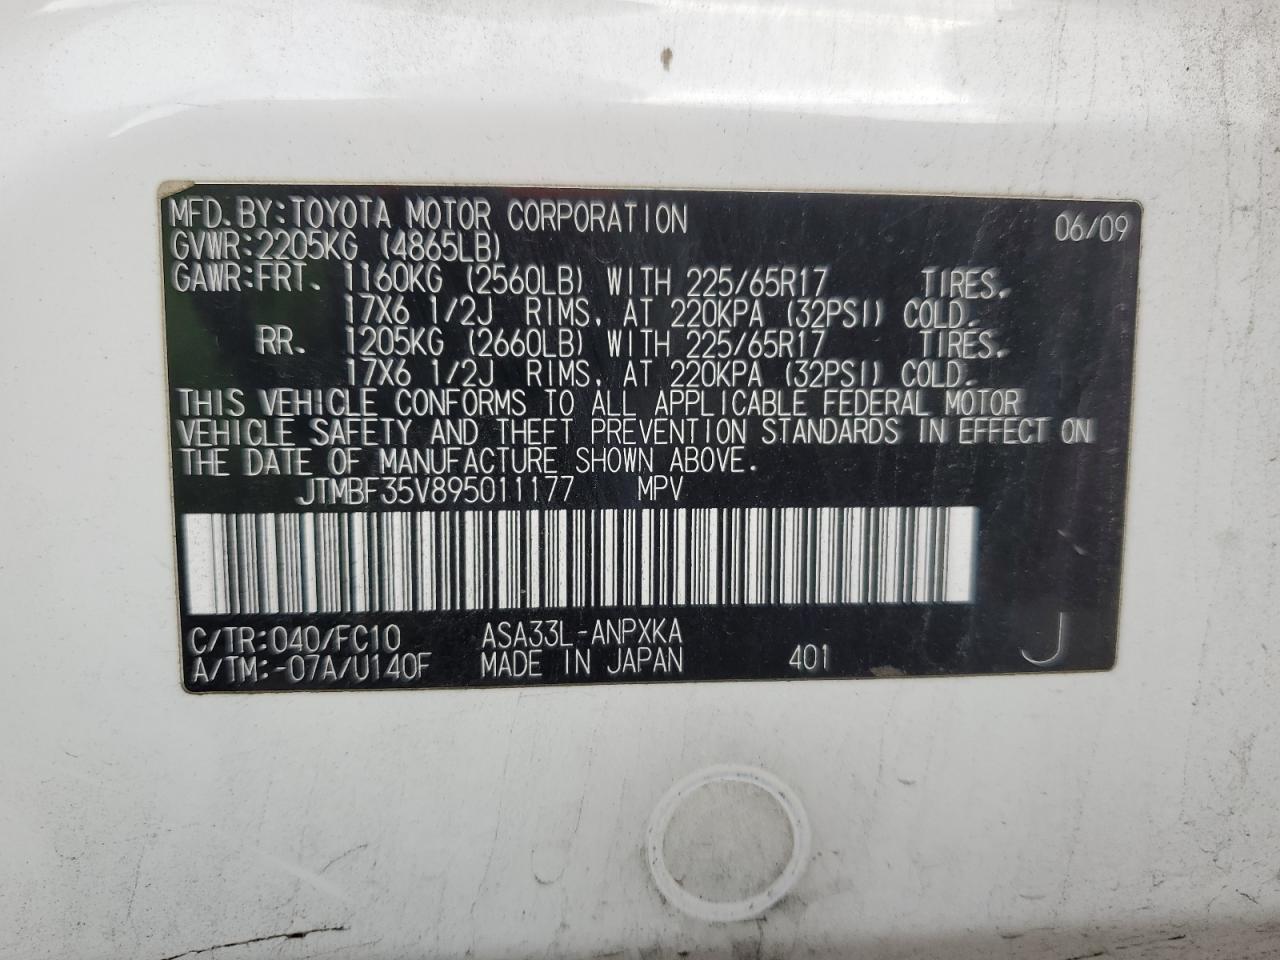 MFD.BY:TOYOTA MOTOR CORPORATION 06/09
GVWR:2205KG (4865LB)
GAWR:FRT. 1160KG (2560LB) WITH 225/65R17 TIRES,
17X6 1/2J RIMS, AT 220KPA (32PSI) COLD.
RR. 1205KG (2660LB) WITH 225/65R17 TIRES,
17X6 1/2J RIMS, AT 220KPA (32PSI) COLD.
THIS VEHICLE CONFORMS TO ALL APPLICABLE FEDERAL MOTOR
VEHICLE SAFETY AND THEFT PREVENTION STANDARDS IN EFFECT ON
THE DATE OF MANUFACTURE SHOWN ABOVE.
JTMBF35V895011177 MPV
C/TR:040/FC10 ASA33L-ANPXKA
A/TM:-07A/U140F MADE IN JAPAN 401 J